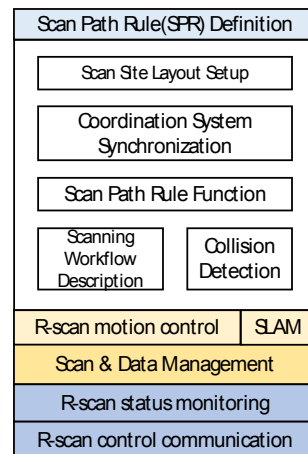 Scan Path Rule(SPR) Definition
Scan Site Layout Setup
Coordination System
Synchronization
Scan Path Rule Function
Scanning
Workflow
Description
Collision
Detection
R-scan motion control
SLAM
Scan & Data Management
R-scan status monitoring
R-scan control communication